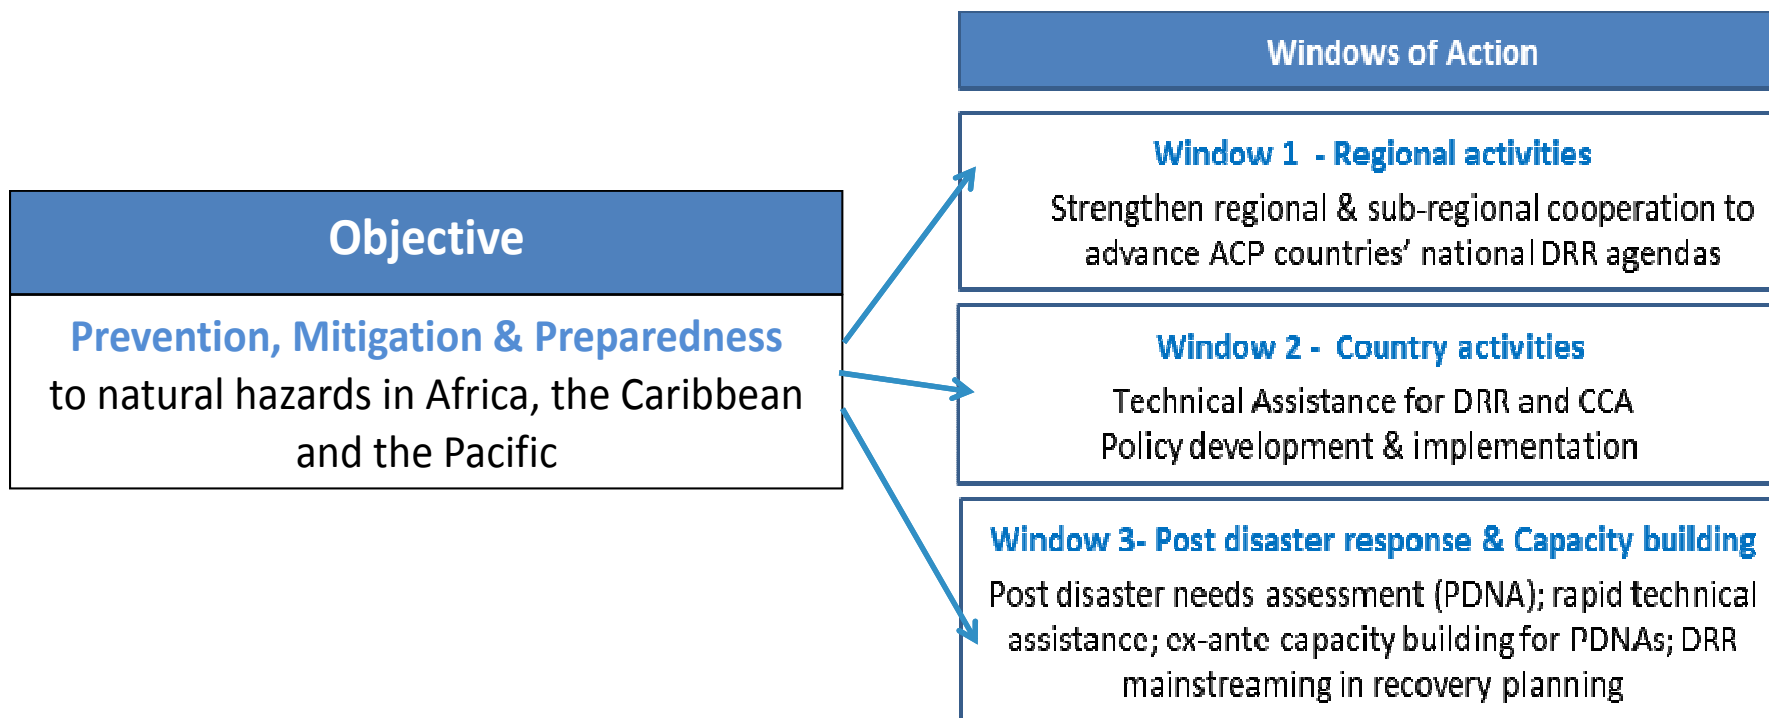 Objective
Prevention, Mitigation & Preparedness
to natural hazards in Africa, the Caribbean
and the Pacific
Windows of Action
Window 1 - Regional activities
Strengthen regional & sub-regional cooperation to
advance ACP countries’ national DRR agendas
Window 2 - Country activities
Technical Assistance for DRR and CCA
Policy development & implementation
Window 3- Post disaster response & Capacity building
Post disaster needs assessment (PDNA); rapid technical
assistance; ex-ante capacity building for PDNAs; DRR
mainstreaming in recovery planning